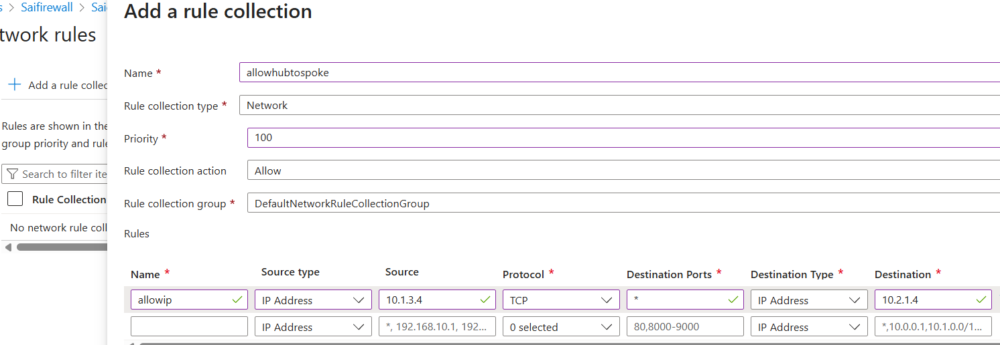 s > Saifirewall > Sai
Add a rule collection
twork rules
Name *
allowhubtospoke
+ Add a rule collec
Rule collection type *
Network
Rules are shown in the
group priority and rule
Priority *
100
Rule collection action
Allow
Search to filter ite
Rule Collection
Rule collection group *
DefaultNetworkRuleCollectionGroup
No network rule coll
Rules
Name * Source type Source Protocol * Destination Ports * Destination Type * Destination *
allowip IP Address 10.1.3.4 TCP * IP Address 10.2.1.4
IP Address *, 192.168.10.1, 192... 0 selected 80,8000-9000 IP Address *,10.0.0.1,10.1.0.0/1...